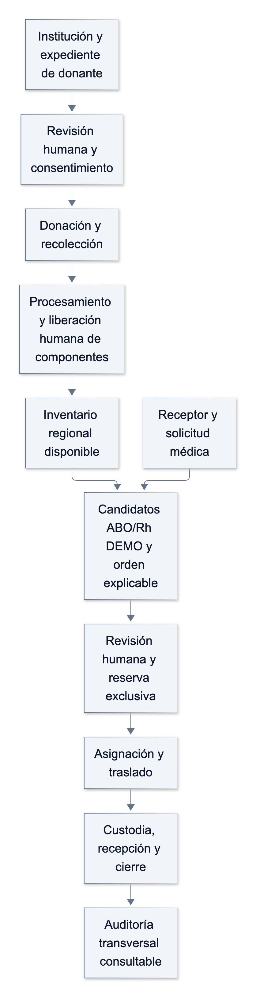 Institución y
expediente
de donante
Revisión
humana y
consentimiento
Donación y
recolección
Procesamiento
y liberación
humana de
componentes
Inventario
regional
disponible
Receptor y
solicitud
médica
Candidatos
ABO/Rh
DEMO y
orden
explicable
Revisión
humana y
reserva
exclusiva
Asignación y
traslado
Custodia,
recepción y
cierre
Auditoría
transversal
consultable